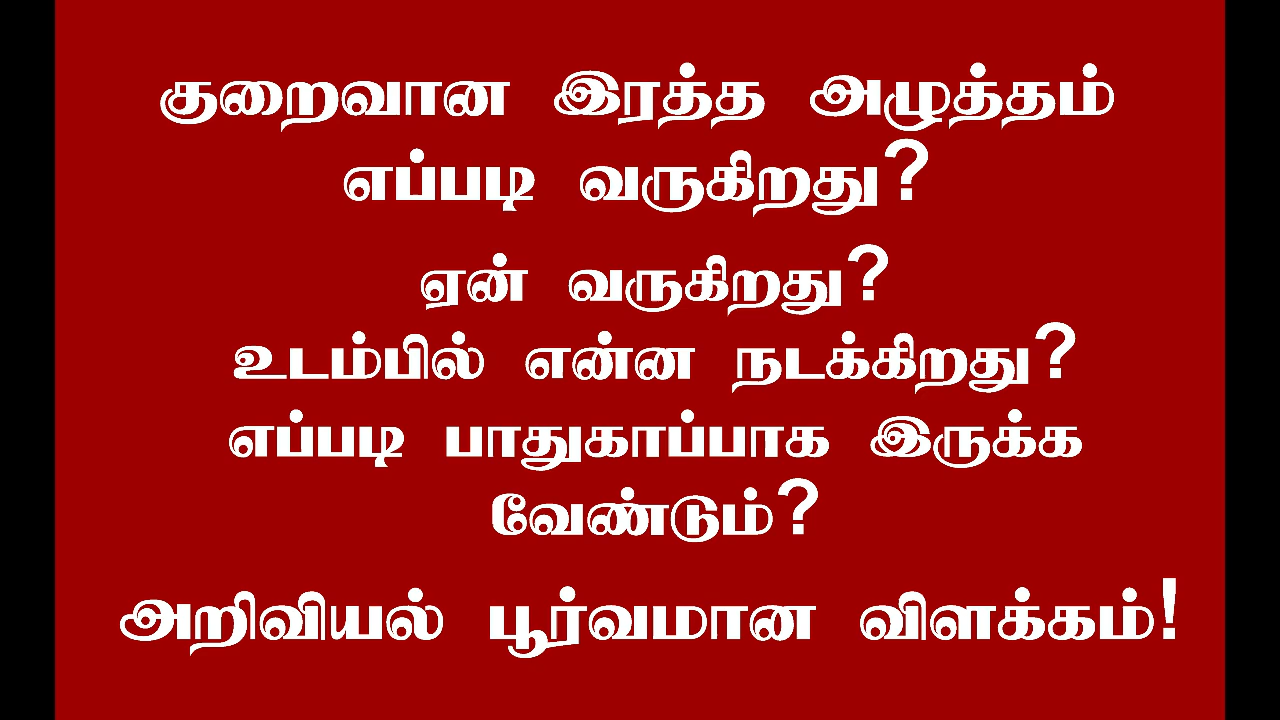 குறைவான இரத்த அழுத்தம்
எப்படி வருகிறது?
ஏன் வருகிறது?
உடம்பில் என்ன நடக்கிறது?
எப்படி பாதுகாப்பாக இருக்க
வேண்டும்?
அறிவியல் பூர்வமான விளக்கம்!